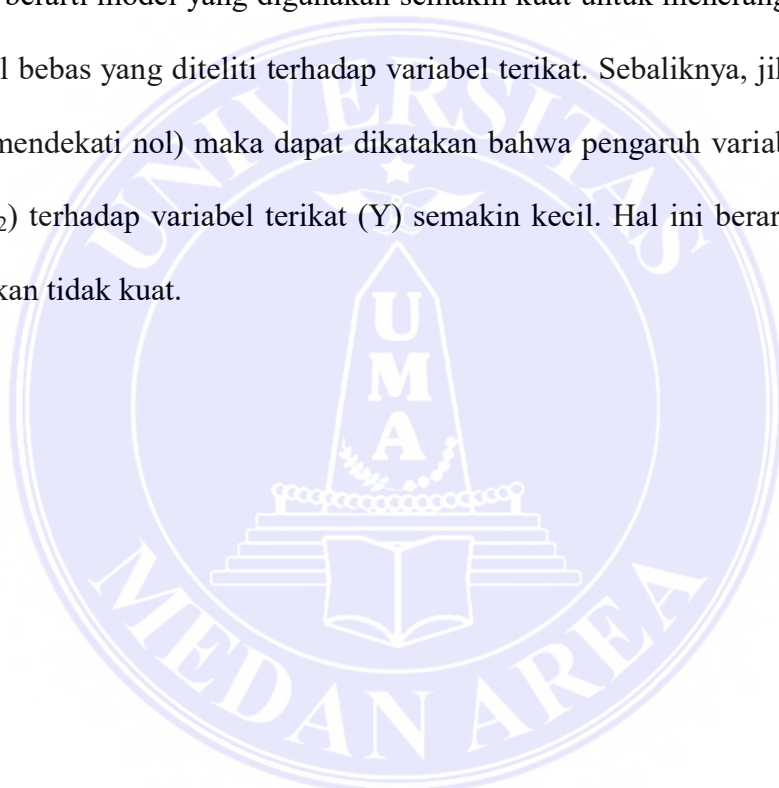 berarti model yang digunakan semakin kuat untuk menerang
l bebas yang diteliti terhadap variabel terikat. Sebaliknya, jil
mendekati nol) maka dapat dikatakan bahwa pengaruh varial
2) terhadap variabel terikat (Y) semakin kecil. Hal ini berar
kan tidak kuat.
UNIVERSITAS
UMA
MEDAN AREA